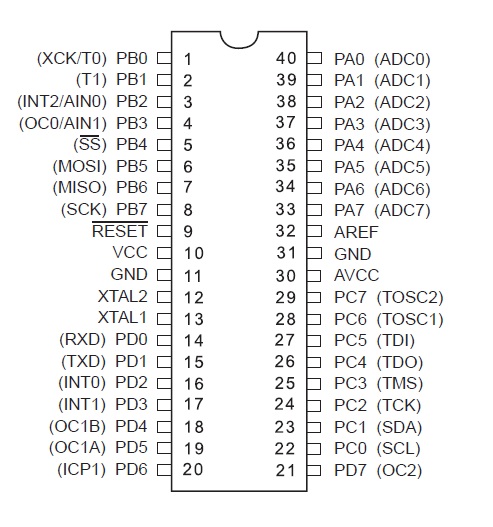 (XCK/T0) PB0 1 40 PA0 (ADC0)
(T1) PB1 2 39 PA1 (ADC1)
(INT2/AIN0) PB2 3 38 PA2 (ADC2)
(OC0/AIN1) PB3 4 37 PA3 (ADC3)
(SS) PB4 5 36 PA4 (ADC4)
(MOSI) PB5 6 35 PA5 (ADC5)
(MISO) PB6 7 34 PA6 (ADC6)
(SCK) PB7 8 33 PA7 (ADC7)
RESET 9 32 AREF
VCC 10 31 GND
GND 11 30 AVCC
XTAL2 12 29 PC7 (TOSC2)
XTAL1 13 28 PC6 (TOSC1)
(RXD) PD0 14 27 PC5 (TDI)
(TXD) PD1 15 26 PC4 (TDO)
(INT0) PD2 16 25 PC3 (TMS)
(INT1) PD3 17 24 PC2 (TCK)
(OC1B) PD4 18 23 PC1 (SDA)
(OC1A) PD5 19 22 PC0 (SCL)
(ICP1) PD6 20 21 PD7 (OC2)